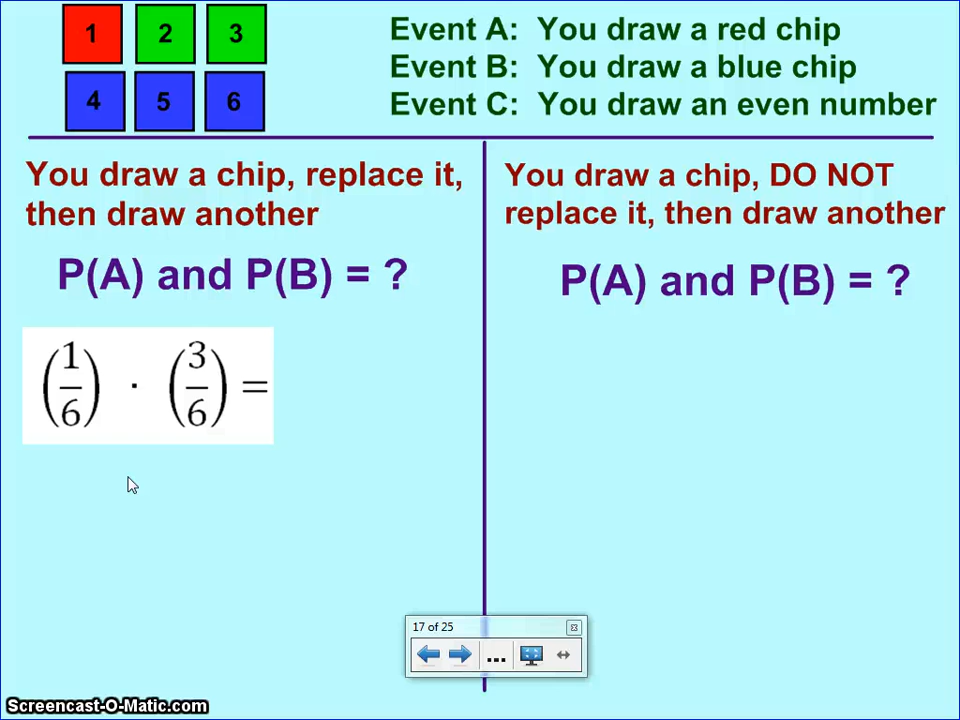 1 2 3
4 5 6
Event A: You draw a red chip
Event B: You draw a blue chip
Event C: You draw an even number
You draw a chip, replace it,
then draw another
P(A) and P(B) = ?
(1/6) · (3/6) =
You draw a chip, DO NOT
replace it, then draw another
P(A) and P(B) = ?
17 of 25
...
Screencast-O-Matic.com